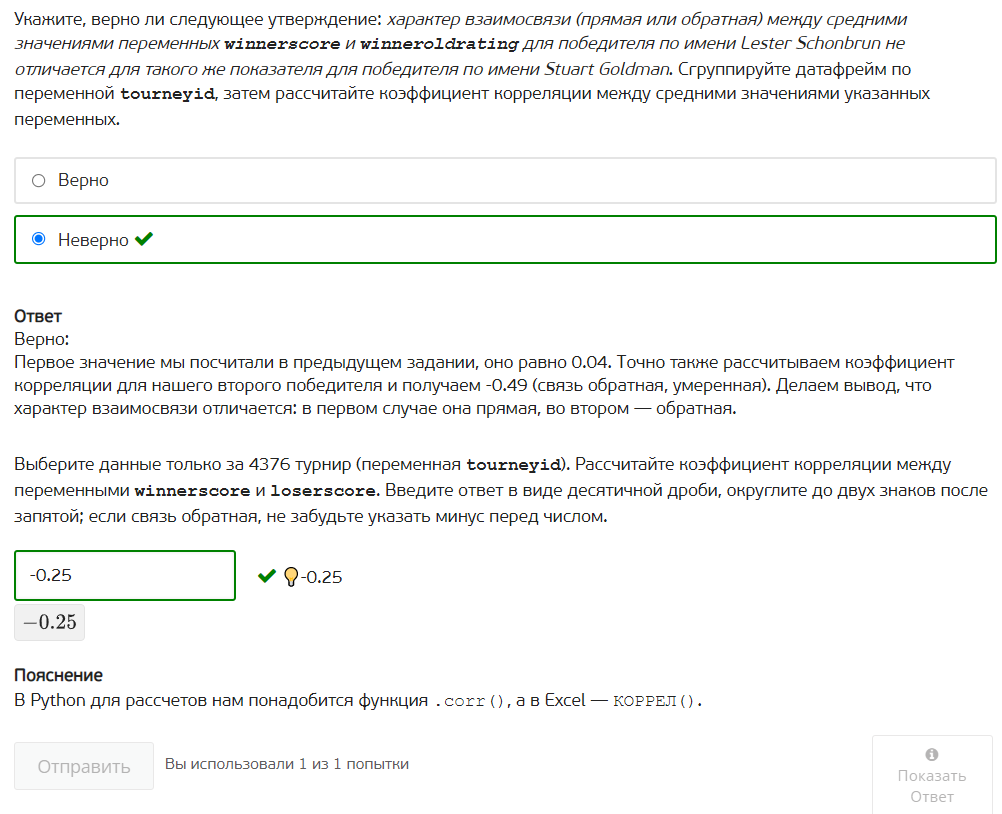 Укажите, верно ли следующее утверждение: характер взаимосвязи (прямая или обратная) между средними
значениями переменных winnerscore и winneroldrating для победителя по имени Lester Schonbrun не
отличается для такого же показателя для победителя по имени Stuart Goldman. Сгруппируйте датафрейм по
переменной tourneyid, затем рассчитайте коэффициент корреляции между средними значениями указанных
переменных.
Верно
Неверно
Ответ
Верно:
Первое значение мы посчитали в предыдущем задании, оно равно 0.04. Точно также рассчитываем коэффициент
корреляции для нашего второго победителя и получаем -0.49 (связь обратная, умеренная). Делаем вывод, что
характер взаимосвязи отличается: в первом случае она прямая, во втором — обратная.
Выберите данные только за 4376 турнир (переменная tourneyid). Рассчитайте коэффициент корреляции между
переменными winnerscore и loserscore. Введите ответ в виде десятичной дроби, округлите до двух знаков после
запятой; если связь обратная, не забудьте указать минус перед числом.
-0.25 -0.25
−0.25
Пояснение
В Python для рассчетов нам понадобится функция .corr(), а в Excel — КОРРЕЛ().
Отправить Вы использовали 1 из 1 попытки
Показать
Ответ